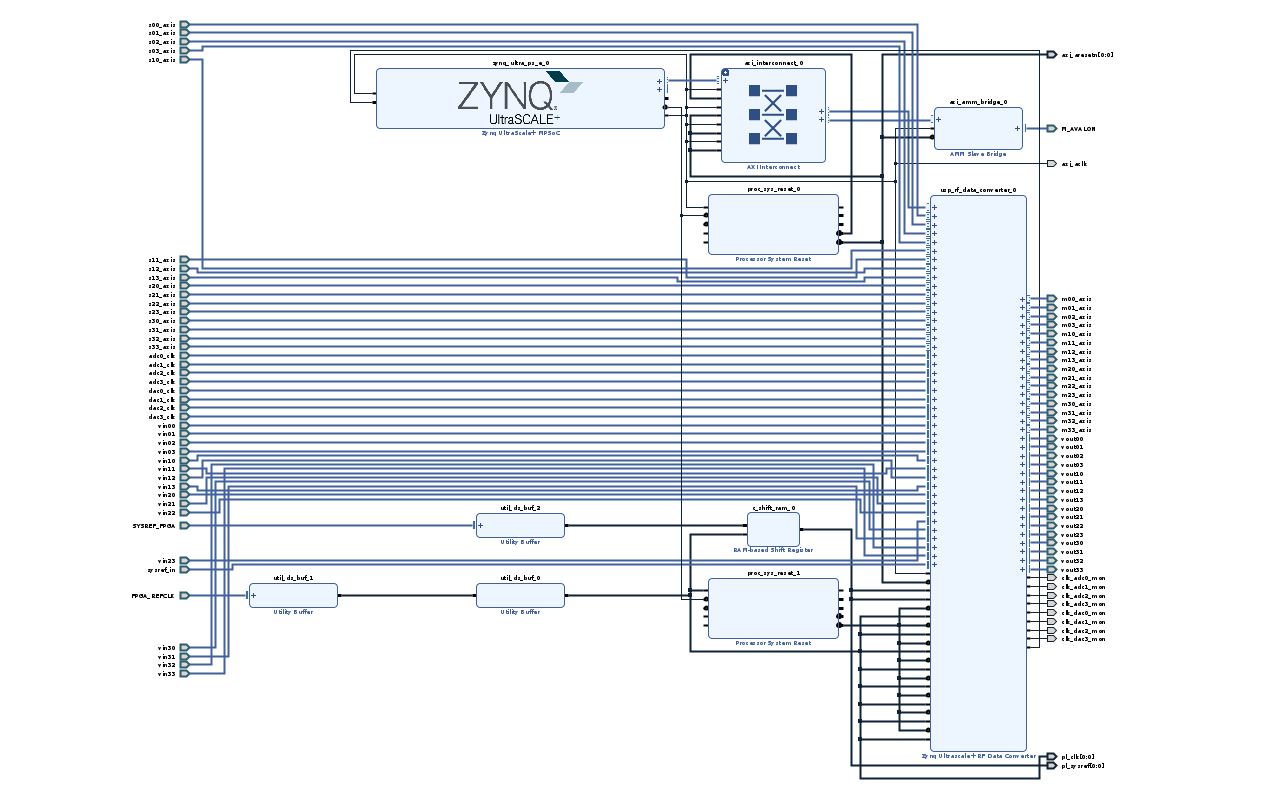 s00_axis
s01_axis
s02_axis
s03_axis
s10_axis
zynq_ultra_ps_e_0
ZYNQ
UltraSCALE+
Zynq UltraScale+ MPSoC
axi_interconnect_0
AXI Interconnect
axi_aresetn[0:0]
axi_amm_bridge_0
AMM Slave Bridge
M_AVALON
axi_aclk
proc_sys_reset_0
Processor System Reset
usp_rf_data_converter_0
s11_axis
s12_axis
s13_axis
s20_axis
s21_axis
s22_axis
s23_axis
s30_axis
s31_axis
s32_axis
s33_axis
adc0_clk
adc1_clk
adc2_clk
adc3_clk
dac0_clk
dac1_clk
dac2_clk
dac3_clk
vin00
vin01
vin02
vin03
vin10
vin11
vin12
vin13
vin20
vin21
vin22
SYSREF_FPGA
vin23
sysref_in
FPGA_REFCLK
vin30
vin31
vin32
vin33
util_ds_buf_2
Utility Buffer
util_ds_buf_1
Utility Buffer
util_ds_buf_0
Utility Buffer
c_shift_ram_0
RAM-based Shift Register
proc_sys_reset_1
Processor System Reset
m00_axis
m01_axis
m02_axis
m03_axis
m10_axis
m11_axis
m12_axis
m13_axis
m20_axis
m21_axis
m22_axis
m23_axis
m30_axis
m31_axis
m32_axis
m33_axis
vout00
vout01
vout02
vout03
vout10
vout11
vout12
vout13
vout20
vout21
vout22
vout23
vout30
vout31
vout32
vout33
clk_adc0_mon
clk_adc1_mon
clk_adc2_mon
clk_adc3_mon
clk_dac0_mon
clk_dac1_mon
clk_dac2_mon
clk_dac3_mon
Zynq Ultrascale+ RF Data Converter
pl_clk[0:0]
pl_sysref[0:0]